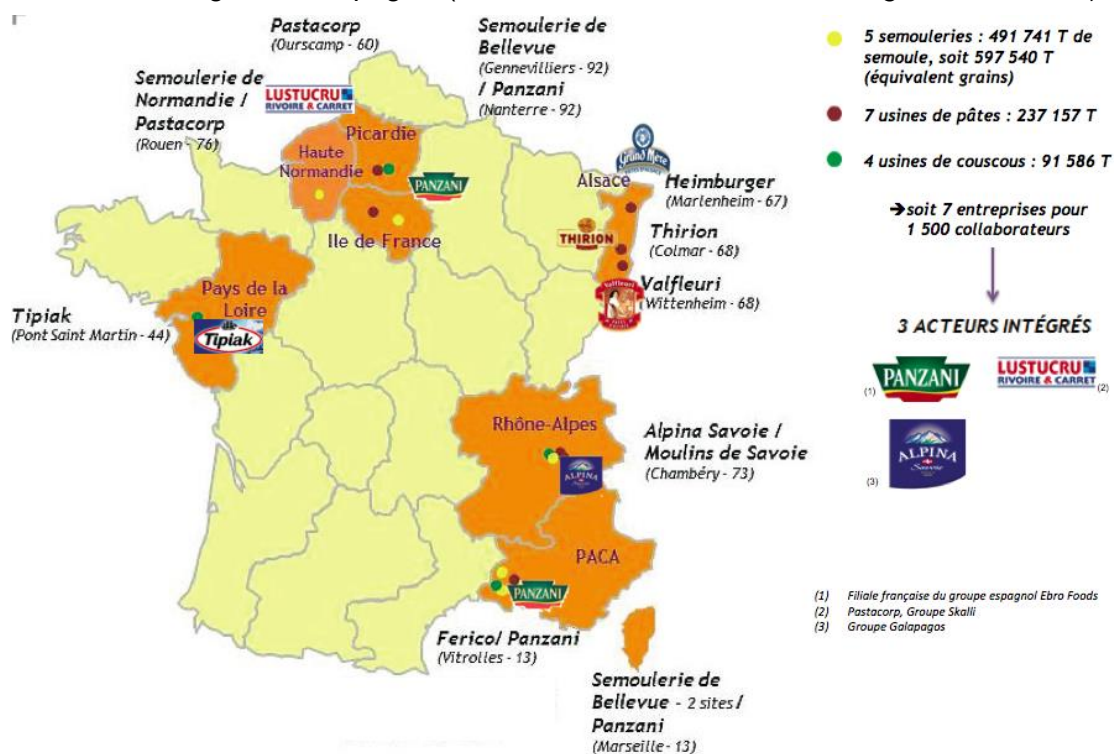 Pastacorp
(Ourscamp - 60)
Semoulerie de
Bellevue
(Gennevilliers - 92)
/ Panzani
(Nanterre - 92)
Semoulerie de
Normandie /
Pastacorp
(Rouen - 76)
LUSTUCRU
RIVOIRE & CARRET
Picardie
Haute
Normandie
PANZANI
Ile de France
Grand'Mère
Alsace
Heimburger
(Marlenheim - 67)
THIRION
Thirion
(Colmar - 68)
Valfleuri
Valfleuri
(Wittenheim - 68)
Pays de la
Loire
Tipiak
(Pont Saint Martin - 44)
Tipiak
Rhône-Alpes
Alpina Savoie /
Moulins de Savoie
(Chambéry - 73)
ALPINA
Savoie
PACA
PANZANI
Ferico/ Panzani
(Vitrolles - 13)
Semoulerie de
Bellevue - 2 sites /
Panzani
(Marseille - 13)
5 semouleries : 491 741 T de
semoule, soit 597 540 T
(équivalent grains)
7 usines de pâtes : 237 157 T
4 usines de couscous : 91 586 T
➔soit 7 entreprises pour
1 500 collaborateurs
3 ACTEURS INTÉGRÉS
(1) PANZANI
LUSTUCRU
RIVOIRE & CARRET (2)
ALPINA
Savoie
(3)
(1) Filiale française du groupe espagnol Ebro Foods
(2) Pastacorp, Groupe Skalli
(3) Groupe Galapagos